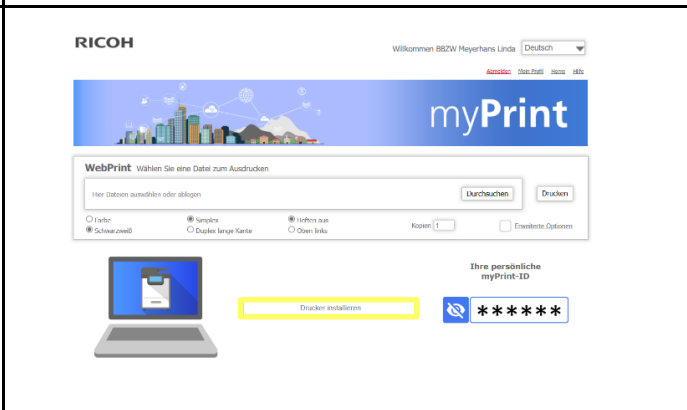 RICOH
Willkommen BBZW Meyerhans Linda Deutsch
Abmelden Mein Profil Home Hilfe
myPrint
WebPrint Wählen Sie eine Datei zum Ausdrucken
Hier Dateien auswählen oder ablegen Durchsuchen Drucken
Farbe Simplex Heften aus Kopien 1 Erweiterte Optionen
Schwarzweiß Duplex lange Kante Oben links
Ihre persönliche
myPrint-ID
Drucker installieren ******